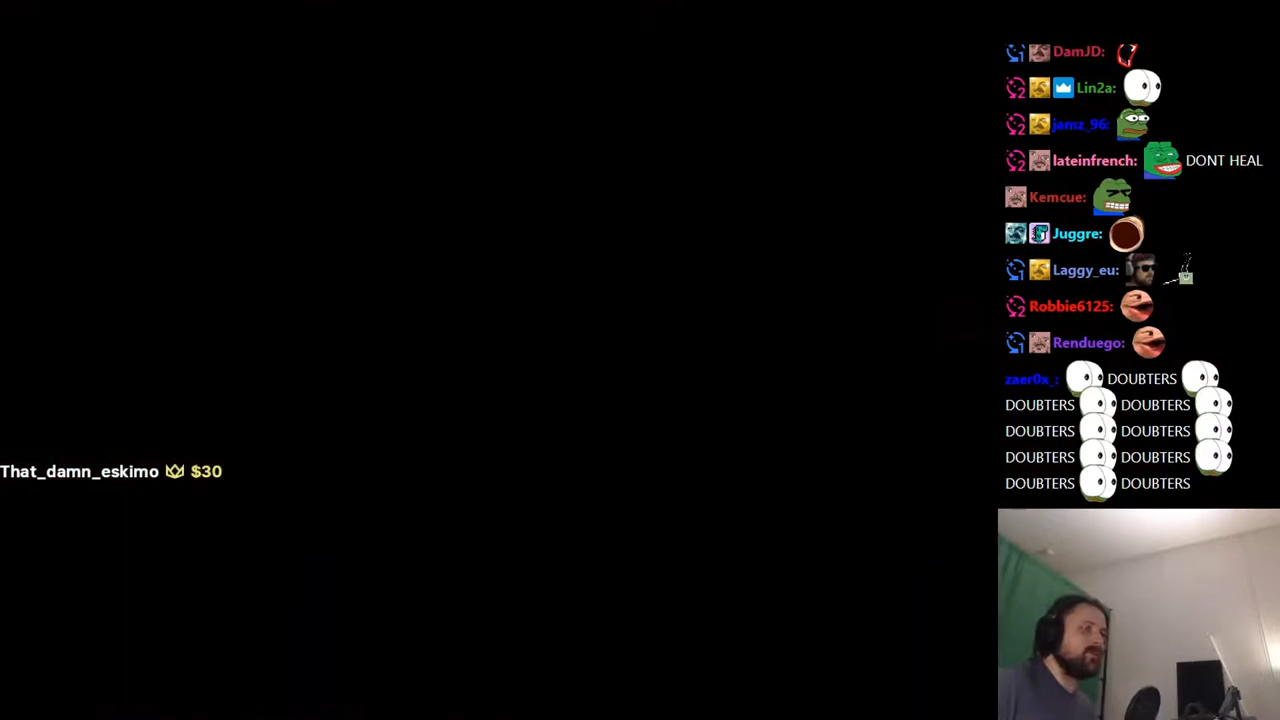 DamJD:
Lin2a:
jamz_96:
lateinfrench: DONT HEAL
Kemcue:
Juggre:
Laggy_eu:
Robbie6125:
Renduego:
zaer0x_: DOUBTERS
DOUBTERS DOUBTERS
DOUBTERS DOUBTERS
DOUBTERS DOUBTERS
DOUBTERS DOUBTERS
That_damn_eskimo $30